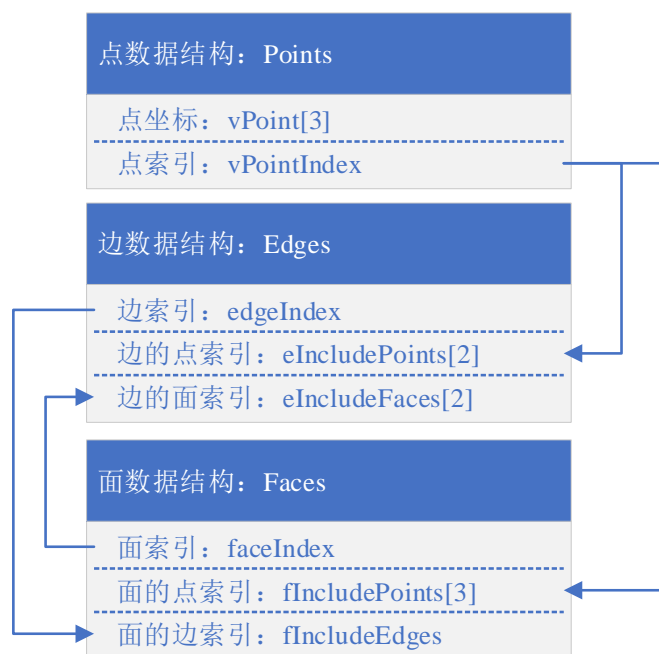 点数据结构：Points
点坐标：vPoint[3]
点索引：vPointIndex
边数据结构：Edges
边索引：edgeIndex
边的点索引：eIncludePoints[2]
边的面索引：eIncludeFaces[2]
面数据结构：Faces
面索引：faceIndex
面的点索引：fIncludePoints[3]
面的边索引：fIncludeEdges